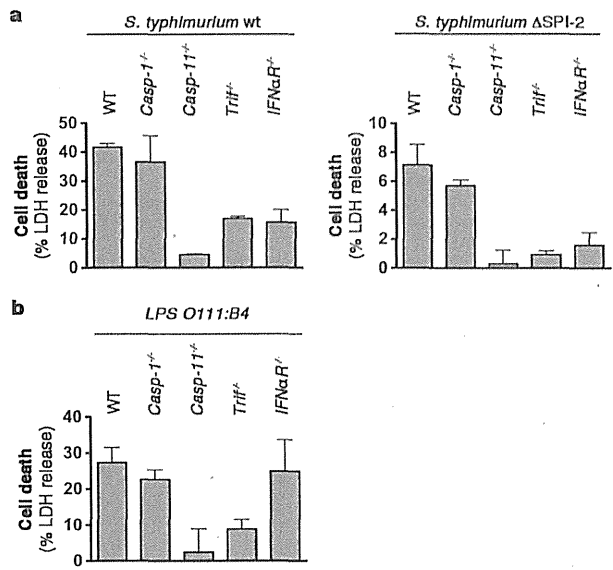 a
S. typhimurium wt
WT
Casp-1-/-
Casp-11-/-
Trif-/-
IFNαR-/-
Cell death
(% LDH release)
50
40
30
20
10
0
S. typhimurium ΔSPI-2
WT
Casp-1-/-
Casp-11-/-
Trif-/-
IFNαR-/-
Cell death
(% LDH release)
10
8
6
4
2
0
b
LPS O111:B4
WT
Casp-1-/-
Casp-11-/-
Trif-/-
IFNαR-/-
Cell death
(% LDH release)
40
30
20
10
0